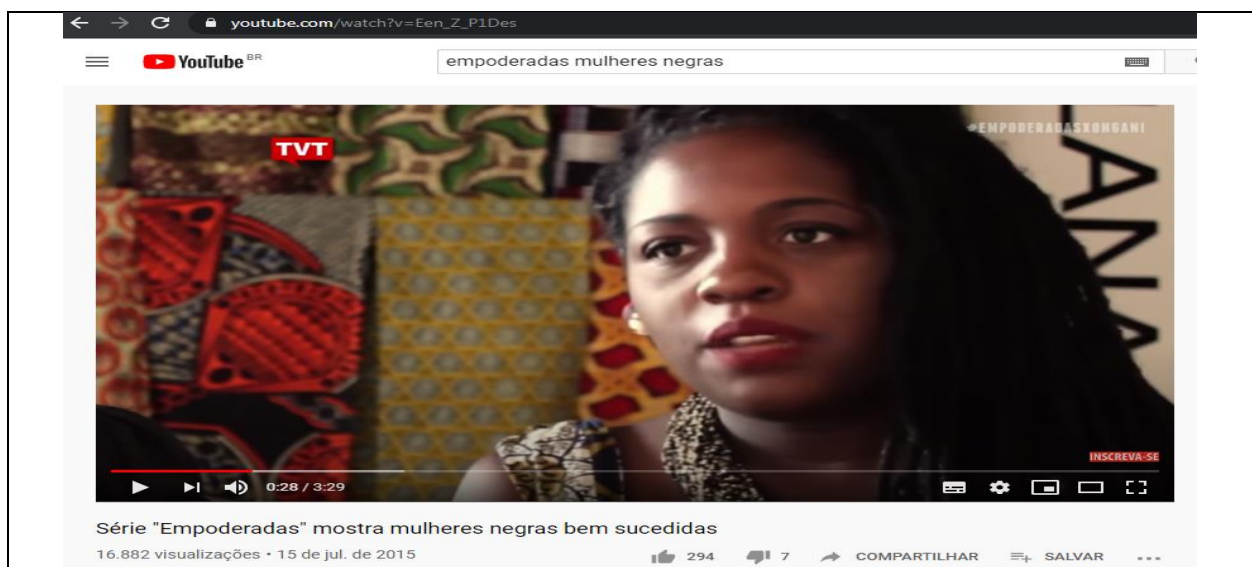 youtube.com/watch?v=Een_Z_P1Des
YouTube BR
empoderadas mulheres negras
TVT
#EMPODERADASXONGANI
ANA
INSCREVA-SE
0:28 / 3:29
Série "Empoderadas" mostra mulheres negras bem sucedidas
16.882 visualizações • 15 de jul. de 2015
294 7 COMPARTILHAR SALVAR